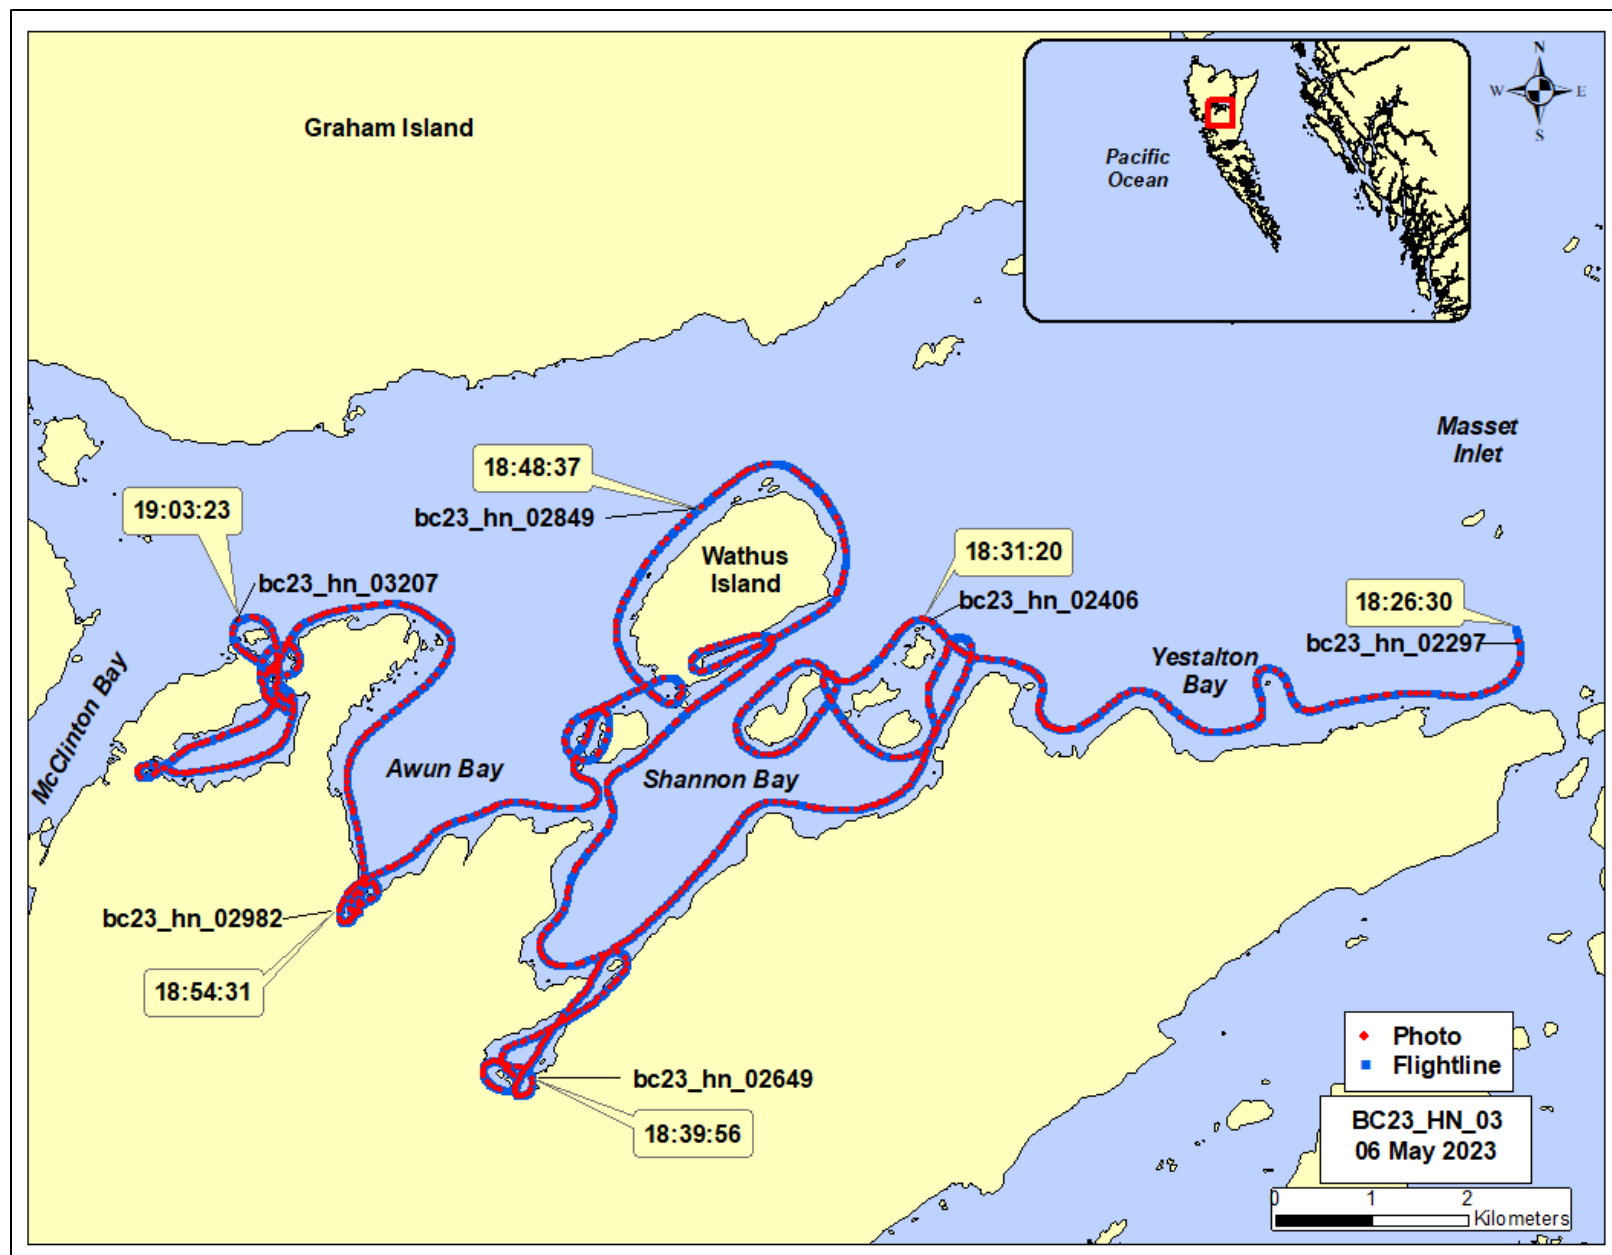 Graham Island
Pacific
Ocean
N
W
E
S
Masset
Inlet
18:48:37
bc23_hn_02849
19:03:23
bc23_hn_03207
Wathus
Island
18:31:20
bc23_hn_02406
18:26:30
bc23_hn_02297
Yestalton
Bay
McClinton Bay
Awun Bay
Shannon Bay
bc23_hn_02982
18:54:31
bc23_hn_02649
18:39:56
Photo
Flightline
BC23_HN_03
06 May 2023
0 1 2
Kilometers